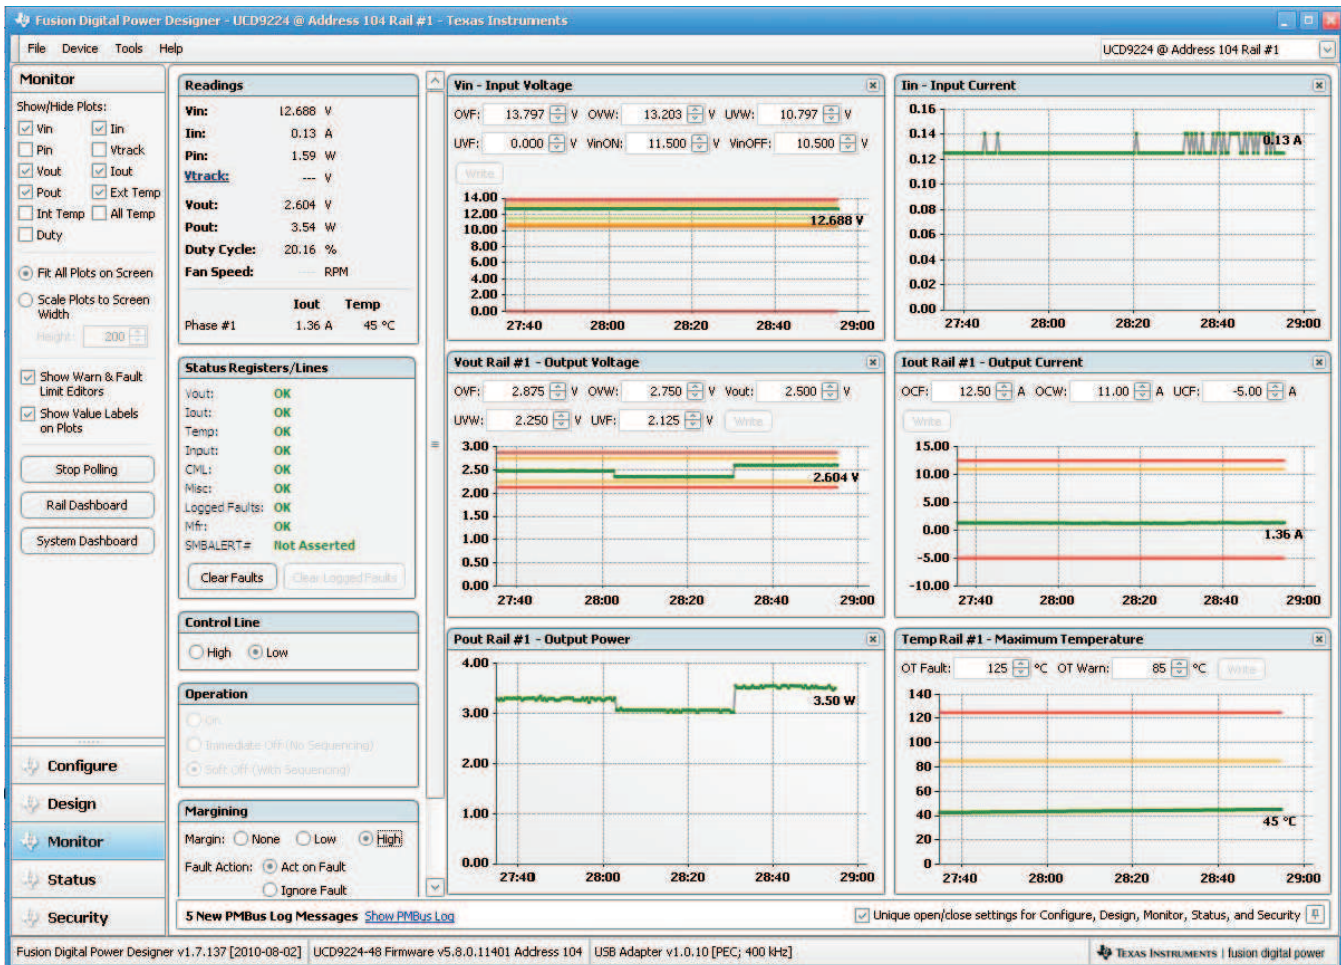 Fusion Digital Power Designer - UCD9224 @ Address 104 Rail #1 - Texas Instruments
File Device Tools Help
UCD9224 @ Address 104 Rail #1
Monitor
Show/Hide Plots:
Vin Iin
Pin Vtrack
Vout Iout
Pout Ext Temp
Int Temp All Temp
Duty
Fit All Plots on Screen
Scale Plots to Screen
Width
Height: 200
Show Warn & Fault
Limit Editors
Show Value Labels
on Plots
Stop Polling
Rail Dashboard
System Dashboard
Configure
Design
Monitor
Status
Security
Readings
Vin: 12.688 V
Iin: 0.13 A
Pin: 1.59 W
Vtrack: --- V
Vout: 2.604 V
Pout: 3.54 W
Duty Cycle: 20.16 %
Fan Speed: RPM
Iout Temp
Phase #1 1.36 A 45 °C
Status Registers/Lines
Vout: OK
Iout: OK
Temp: OK
Input: OK
CML: OK
Misc: OK
Logged Faults: OK
Mfr: OK
SMBALERT# Not Asserted
Clear Faults Clear Logged Faults
Control Line
High Low
Operation
On
Immediate Off (No Sequencing)
Soft Off (With Sequencing)
Margining
Margin: None Low High
Fault Action: Act on Fault
Ignore Fault
Vin - Input Voltage
OVF: 13.797 V OVW: 13.203 V UVW: 10.797 V
UVF: 0.000 V VinON: 11.500 V VinOFF: 10.500 V
Write
14.00
12.00
10.00
8.00
6.00
4.00
2.00
0.00
12.688 V
27:40 28:00 28:20 28:40 29:00
Iin - Input Current
0.16
0.14
0.12
0.10
0.08
0.06
0.04
0.02
0.00
0.13 A
27:40 28:00 28:20 28:40 29:00
Vout Rail #1 - Output Voltage
OVF: 2.875 V OVW: 2.750 V Vout: 2.500 V
UVW: 2.250 V UVF: 2.125 V Write
3.00
2.50
2.00
1.50
1.00
0.50
0.00
2.604 V
27:40 28:00 28:20 28:40 29:00
Iout Rail #1 - Output Current
OCF: 12.50 A OCW: 11.00 A UCF: -5.00 A
Write
15.00
10.00
5.00
0.00
-5.00
-10.00
1.36 A
27:40 28:00 28:20 28:40 29:00
Pout Rail #1 - Output Power
4.00
3.00
2.00
1.00
0.00
3.50 W
27:40 28:00 28:20 28:40 29:00
Temp Rail #1 - Maximum Temperature
OT Fault: 125 °C OT Warn: 85 °C Write
140
120
100
80
60
40
20
0
45 °C
27:40 28:00 28:20 28:40 29:00
5 New PMBus Log Messages Show PMBus Log
Unique open/close settings for Configure, Design, Monitor, Status, and Security
Fusion Digital Power Designer v1.7.137 [2010-08-02] UCD9224-48 Firmware v5.8.0.11401 Address 104 USB Adapter v1.0.10 [PEC; 400 kHz]
TEXAS INSTRUMENTS | fusion digital power